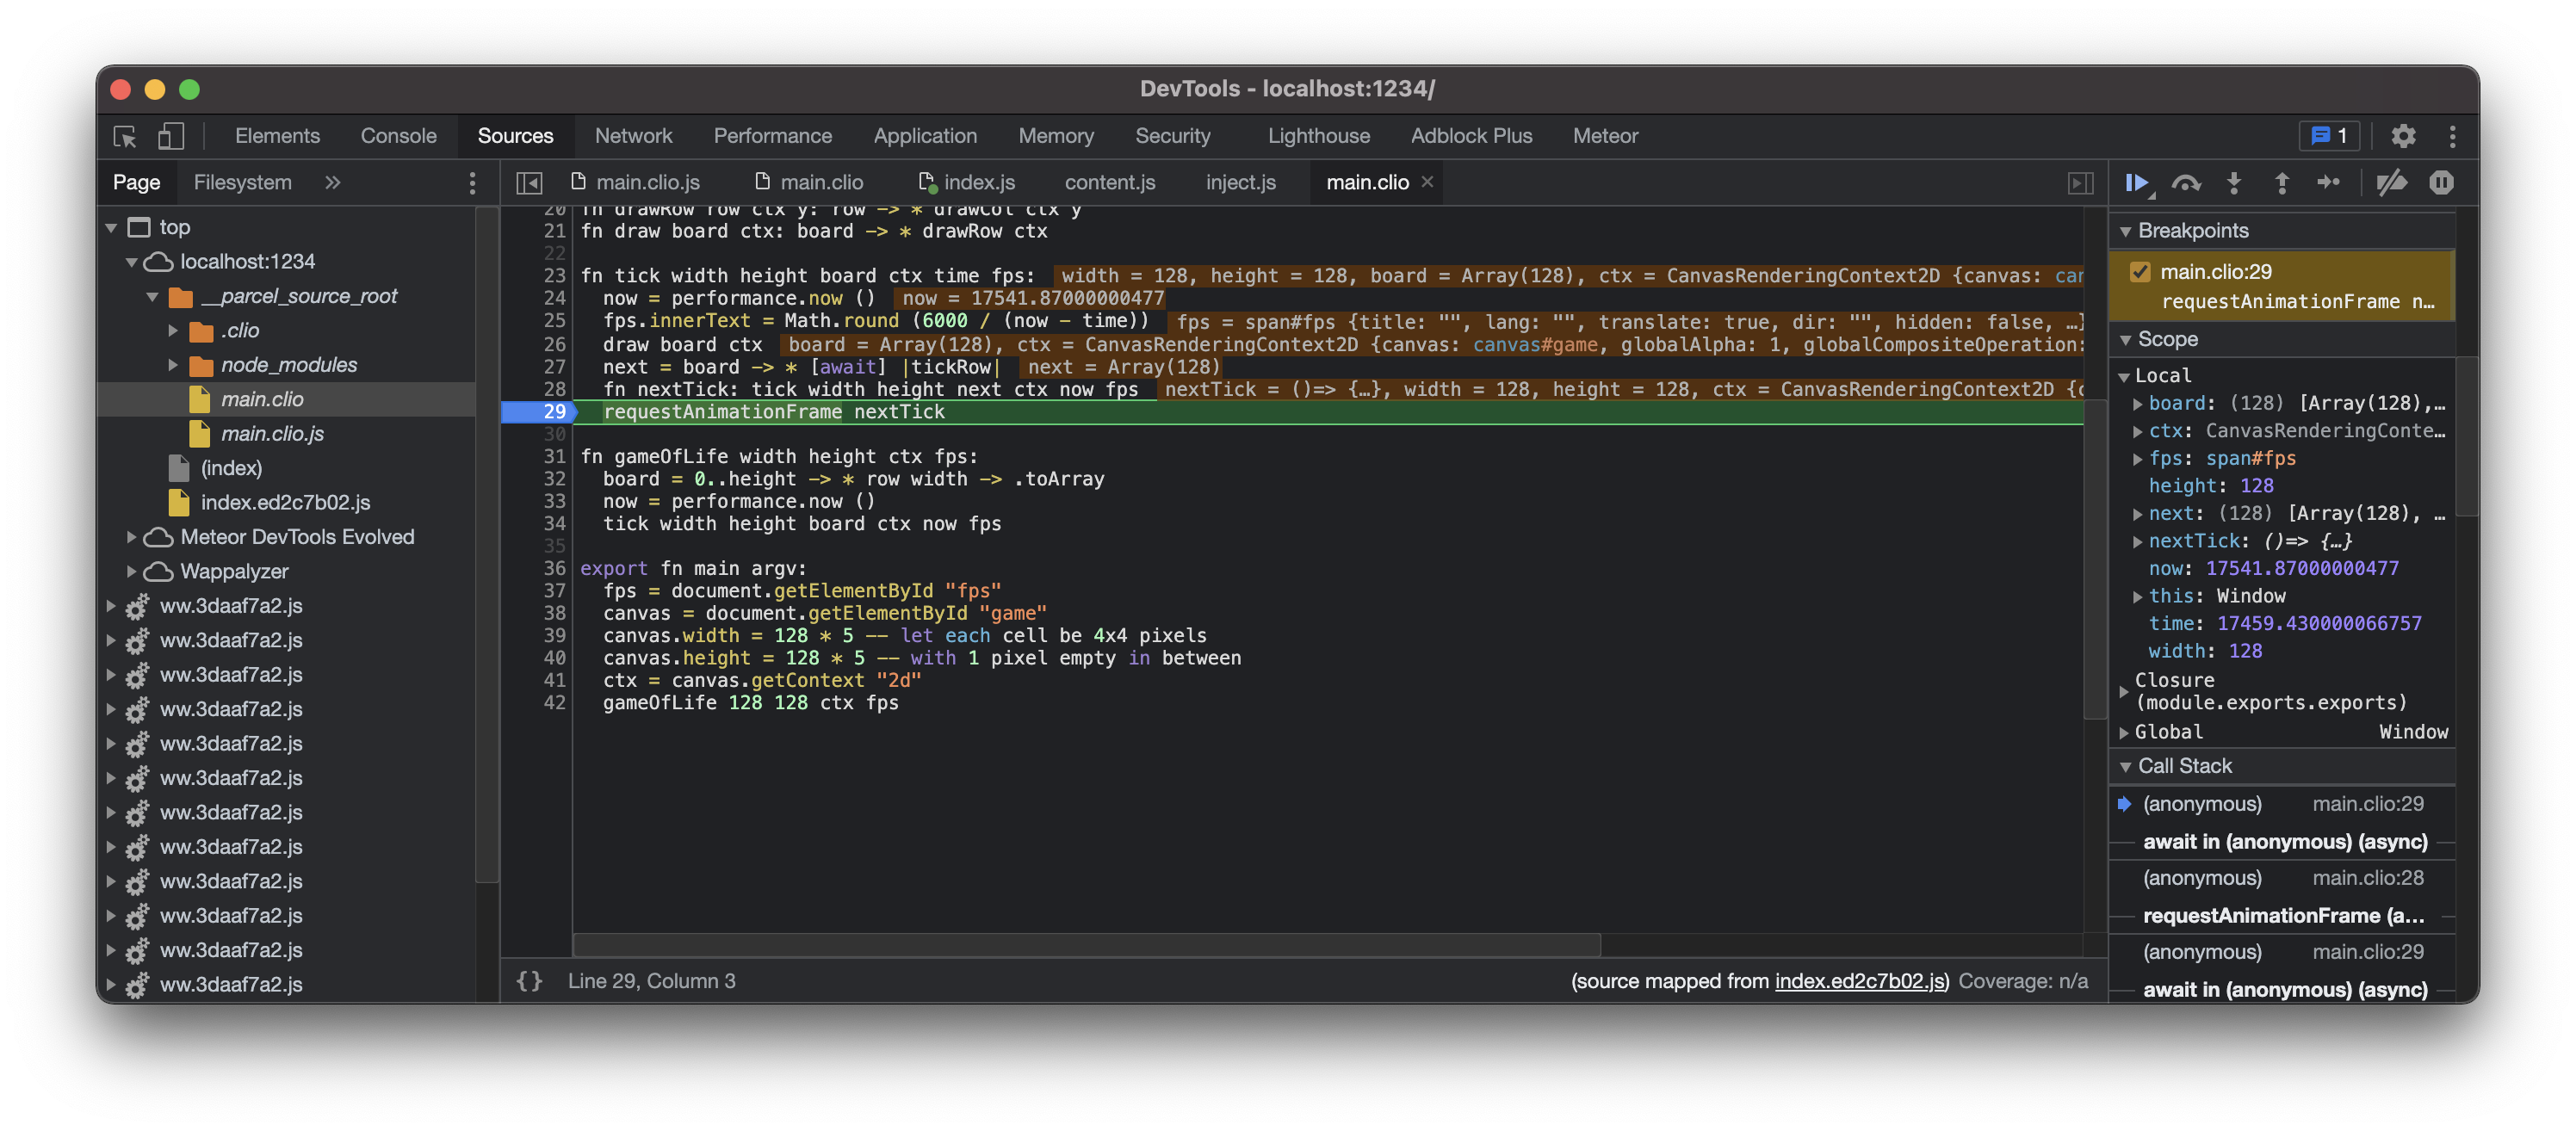 DevTools - localhost:1234/
Elements Console Sources Network Performance Application Memory Security Lighthouse Adblock Plus Meteor 1
Page Filesystem »
main.clio.js main.clio index.js content.js inject.js main.clio ×
top
localhost:1234
__parcel_source_root
.clio
node_modules
main.clio
main.clio.js
(index)
index.ed2c7b02.js
Meteor DevTools Evolved
Wappalyzer
ww.3daaf7a2.js
ww.3daaf7a2.js
ww.3daaf7a2.js
ww.3daaf7a2.js
ww.3daaf7a2.js
ww.3daaf7a2.js
ww.3daaf7a2.js
ww.3daaf7a2.js
ww.3daaf7a2.js
ww.3daaf7a2.js
ww.3daaf7a2.js
ww.3daaf7a2.js
20 fn drawRow row ctx y: row -> * drawCol ctx y
21 fn draw board ctx: board -> * drawRow ctx
22
23 fn tick width height board ctx time fps: width = 128, height = 128, board = Array(128), ctx = CanvasRenderingContext2D {canvas: can
24 now = performance.now () now = 17541.87000000477
25 fps.innerText = Math.round (6000 / (now - time)) fps = span#fps {title: "", lang: "", translate: true, dir: "", hidden: false, …}
26 draw board ctx board = Array(128), ctx = CanvasRenderingContext2D {canvas: canvas#game, globalAlpha: 1, globalCompositeOperation:
27 next = board -> * [await] |tickRow| next = Array(128)
28 fn nextTick: tick width height next ctx now fps nextTick = ()=> {…}, width = 128, height = 128, ctx = CanvasRenderingContext2D {c
29 requestAnimationFrame nextTick
30
31 fn gameOfLife width height ctx fps:
32 board = 0..height -> * row width -> .toArray
33 now = performance.now ()
34 tick width height board ctx now fps
35
36 export fn main argv:
37 fps = document.getElementById "fps"
38 canvas = document.getElementById "game"
39 canvas.width = 128 * 5 -- let each cell be 4x4 pixels
40 canvas.height = 128 * 5 -- with 1 pixel empty in between
41 ctx = canvas.getContext "2d"
42 gameOfLife 128 128 ctx fps
{} Line 29, Column 3 (source mapped from index.ed2c7b02.js) Coverage: n/a
Breakpoints
main.clio:29
requestAnimationFrame n…
Scope
Local
board: (128) [Array(128),…
ctx: CanvasRenderingConte…
fps: span#fps
height: 128
next: (128) [Array(128), …
nextTick: ()=> {…}
now: 17541.87000000477
this: Window
time: 17459.430000066757
width: 128
Closure
(module.exports.exports)
Global Window
Call Stack
(anonymous) main.clio:29
await in (anonymous) (async)
(anonymous) main.clio:28
requestAnimationFrame (a…
(anonymous) main.clio:29
await in (anonymous) (async)